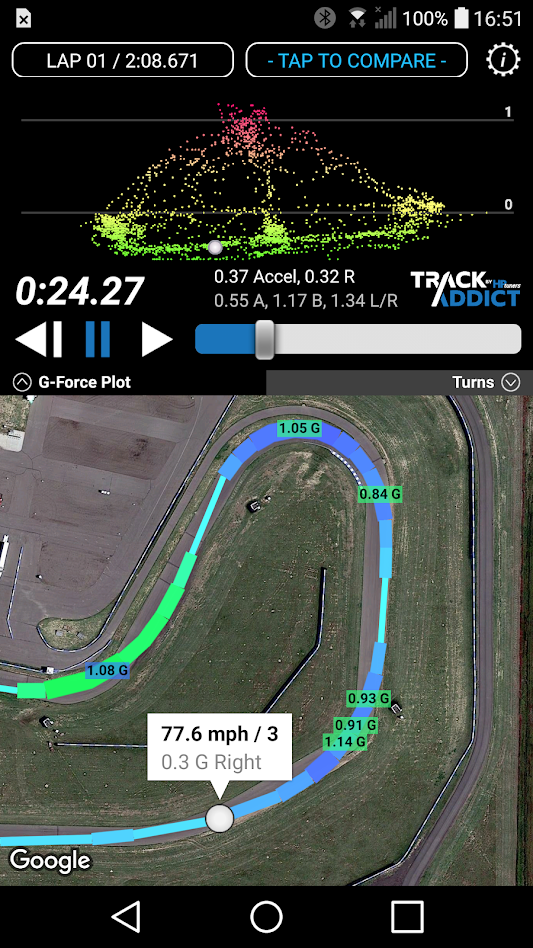 100% 16:51
LAP 01 / 2:08.671
- TAP TO COMPARE -
i
1
0
0:24.27
0.37 Accel, 0.32 R
0.55 A, 1.17 B, 1.34 L/R
TRACK BY HP tuners
ADDICT
G-Force Plot
Turns
1.05 G
0.84 G
1.08 G
0.93 G
0.91 G
1.14 G
77.6 mph / 3
0.3 G Right
Google